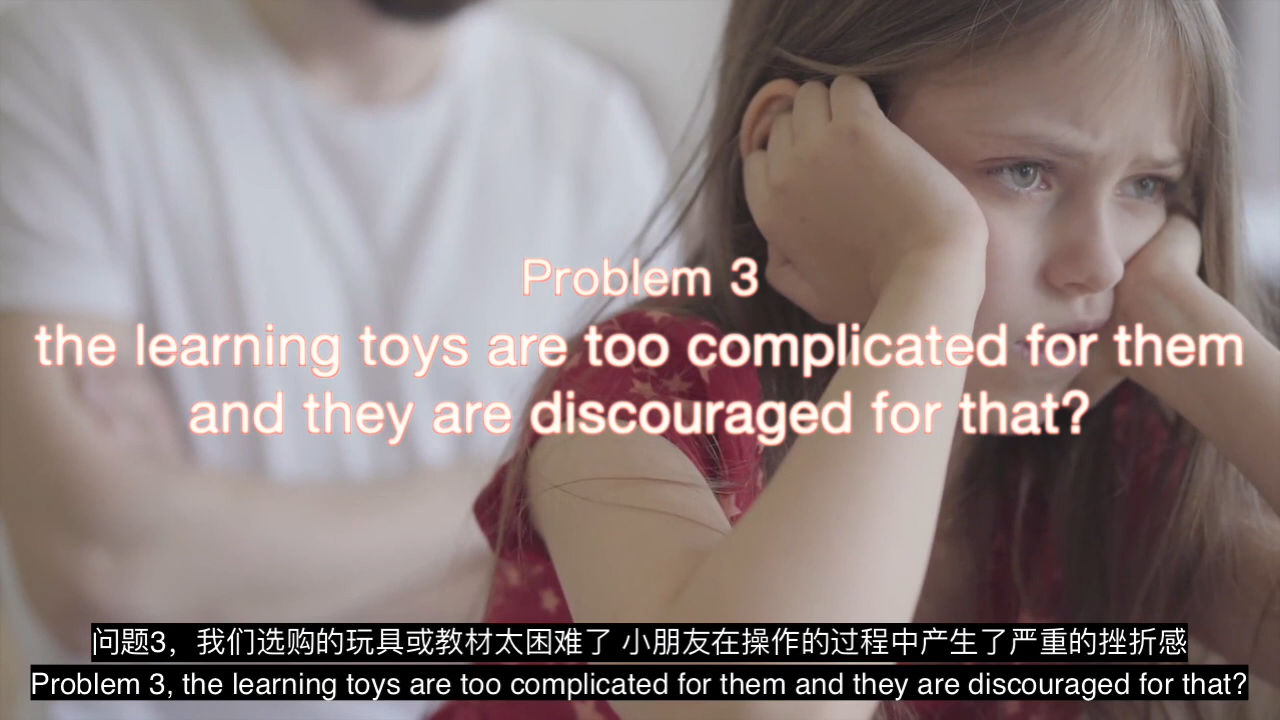 Problem 3
the learning toys are too complicated for them
and they are discouraged for that?
问题3，我们选购的玩具或教材太困难了 小朋友在操作的过程中产生了严重的挫折感
Problem 3, the learning toys are too complicated for them and they are discouraged for that?